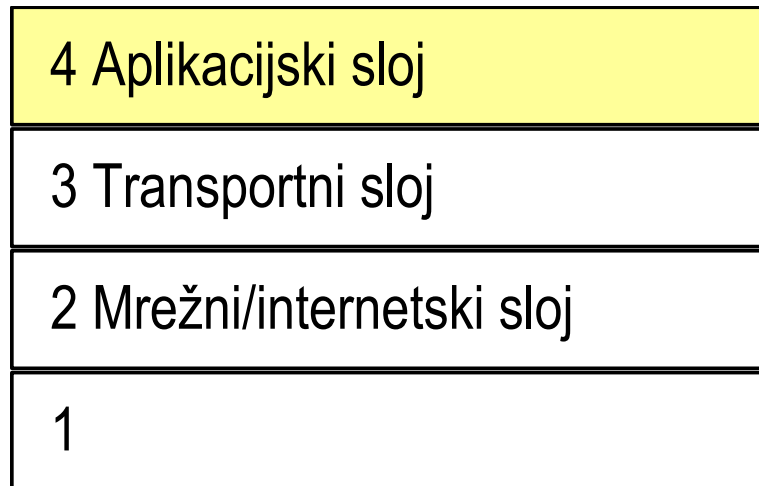 4 Aplikacijski sloj
3 Transportni sloj
2 Mrežni/internetski sloj
1